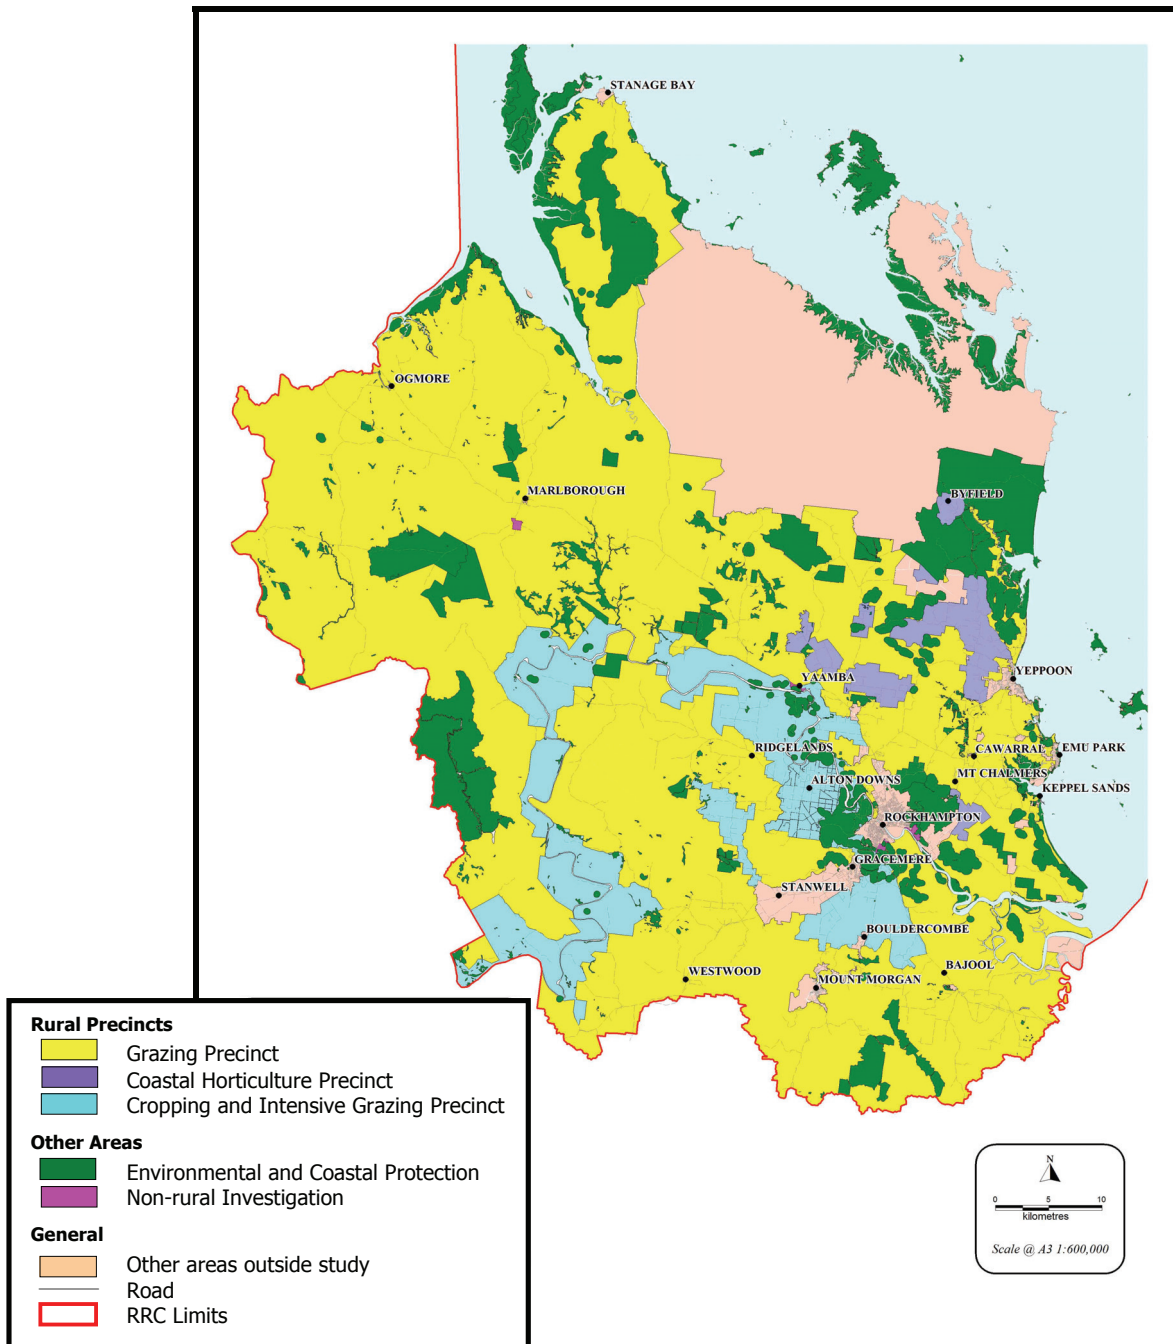 STANAGE BAY
OGMORE
MARLBOROUGH
BYFIELD
YAAMBA
YEPPOON
RIDGELANDS
CAWARRAL
EMU PARK
MT CHALMERS
ALTON DOWNS
KEPPEL SANDS
ROCKHAMPTON
GRACEMERE
STANWELL
BOULDERCOMBE
WESTWOOD
BAJOOL
MOUNT MORGAN
Rural Precincts
Grazing Precinct
Coastal Horticulture Precinct
Cropping and Intensive Grazing Precinct
Other Areas
Environmental and Coastal Protection
Non-rural Investigation
General
Other areas outside study
Road
RRC Limits
N
0 5 10
kilometres
Scale @ A3 1:600,000